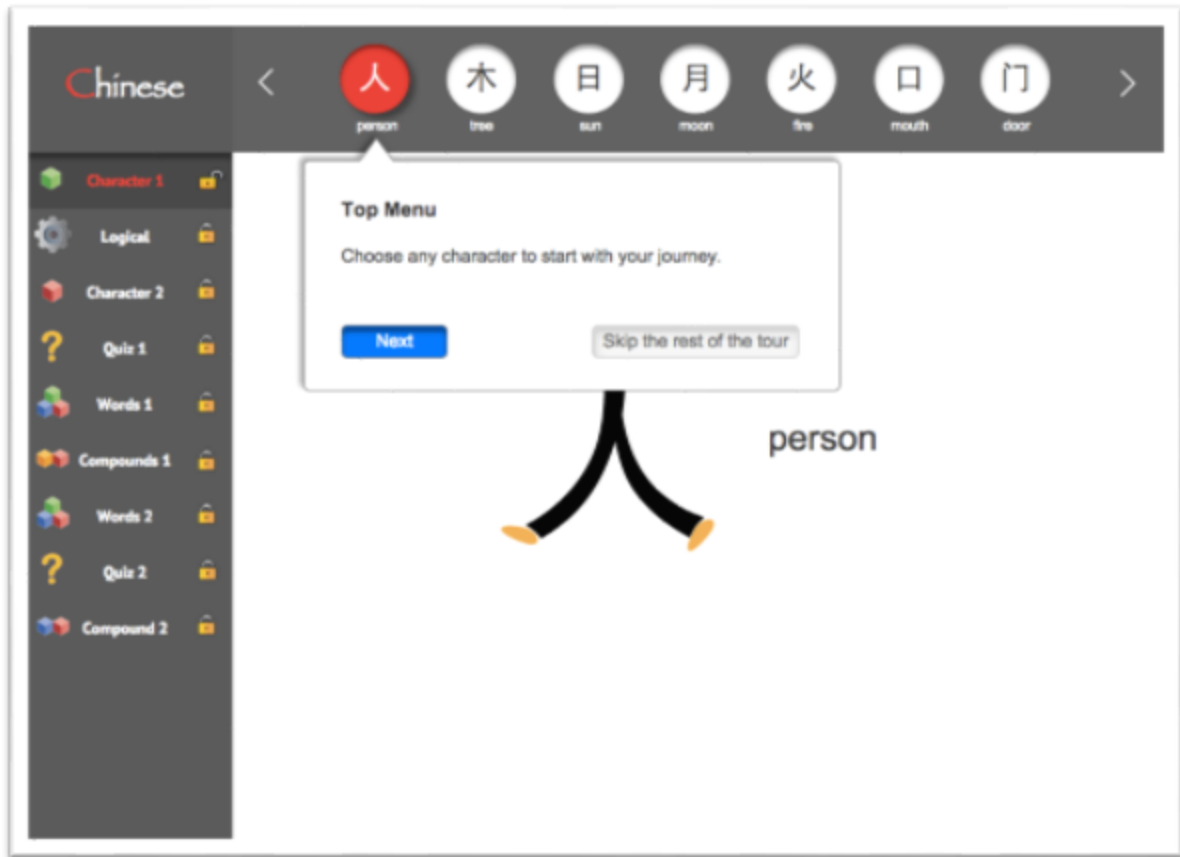 Chinese
人 木 日 月 火 口 门
person tree sun moon fire mouth door
Character 1
Logical
Character 2
Quiz 1
Words 1
Compounds 1
Words 2
Quiz 2
Compound 2
Top Menu
Choose any character to start with your journey.
Next
Skip the rest of the tour
person